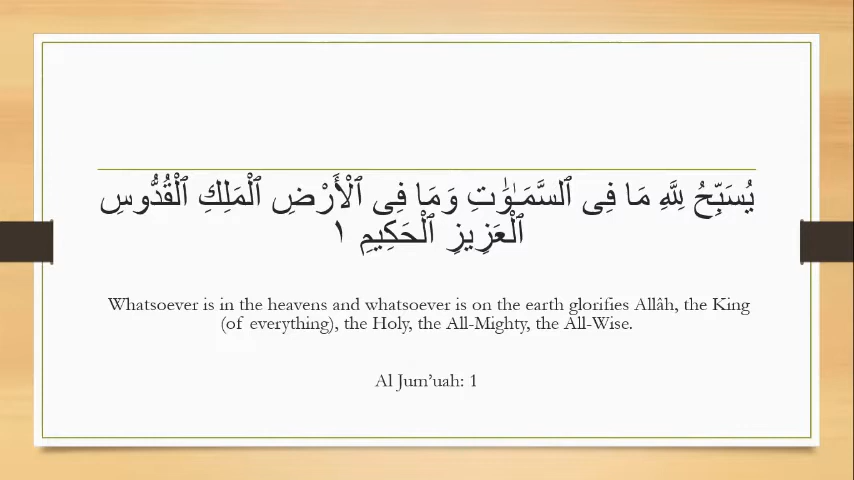 يُسَبِّحُ لِلَّهِ مَا فِى ٱلسَّمَـٰوَٰتِ وَمَا فِى ٱلْأَرْضِ ٱلْمَلِكِ ٱلْقُدُّوسِ
ٱلْعَزِيزِ ٱلْحَكِيمِ ١
Whatsoever is in the heavens and whatsoever is on the earth glorifies Allâh, the King
(of everything), the Holy, the All-Mighty, the All-Wise.
Al Jum’uah: 1